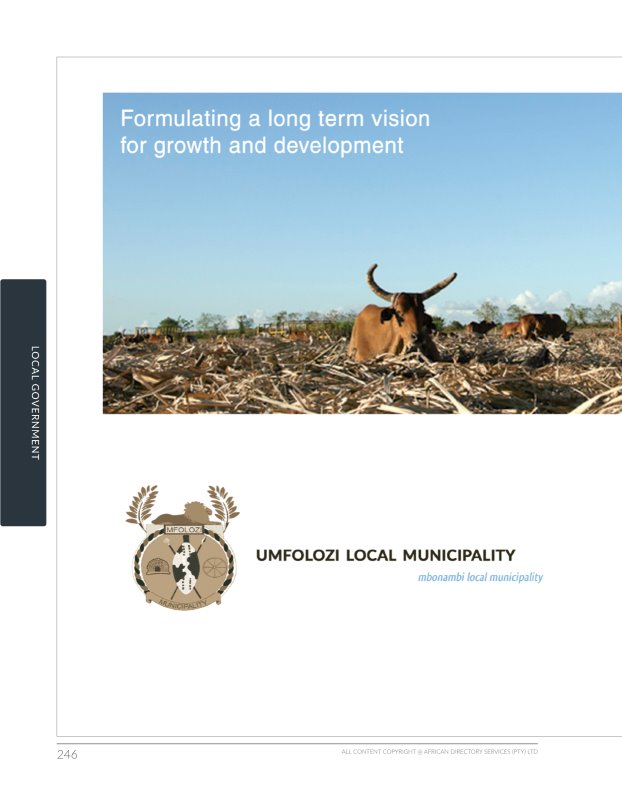 Formulating a long term vision
for growth and development
LOCAL GOVERNMENT
MFOLOZI
MUNICIPALITY
UMFOLOZI LOCAL MUNICIPALITY
mbonambi local municipality
246
ALL CONTENT COPYRIGHT @ AFRICAN DIRECTORY SERVICES (PTY) LTD